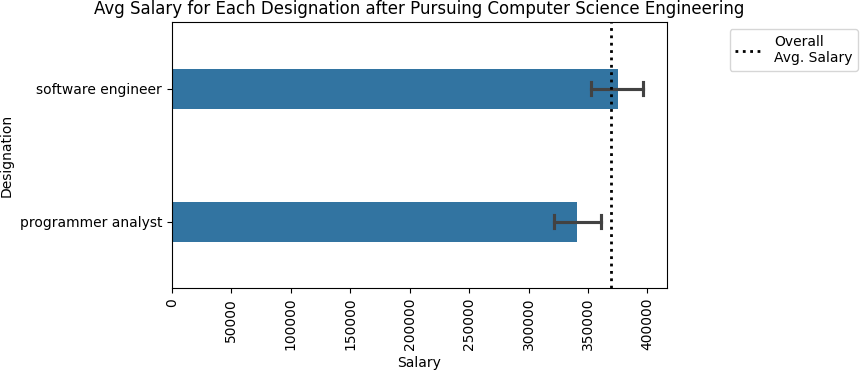 Avg Salary for Each Designation after Pursuing Computer Science Engineering
Overall
Avg. Salary
Designation
software engineer
programmer analyst
0
50000
100000
150000
200000
250000
300000
350000
400000
Salary